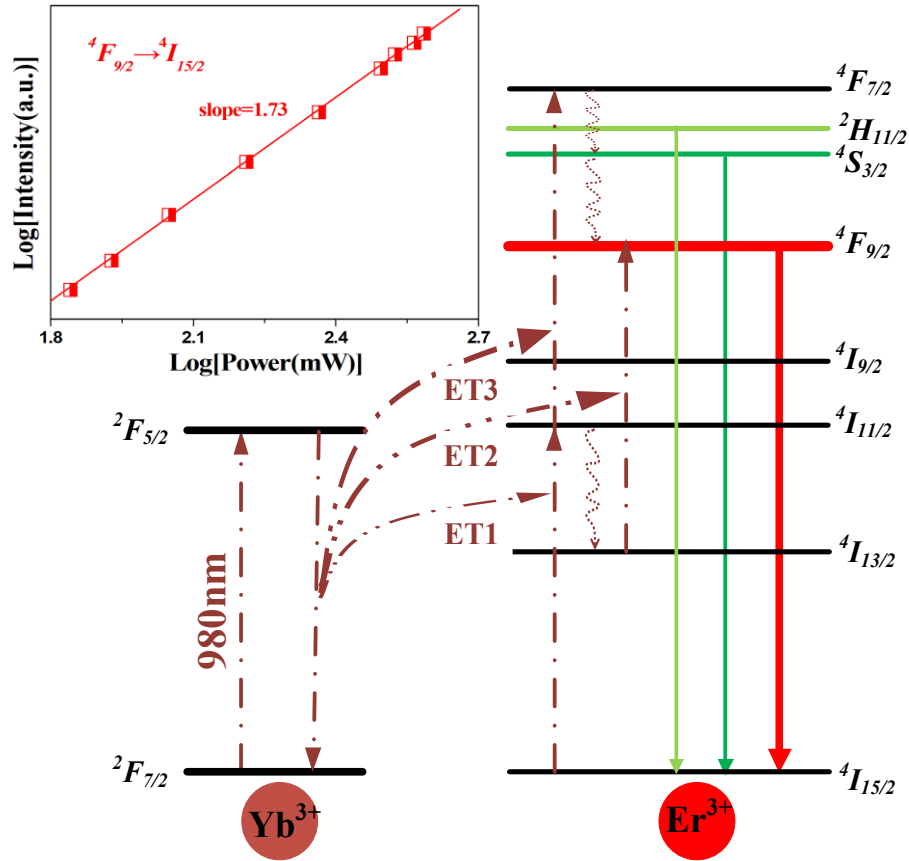 Log[Intensity(a.u.)]
⁴F₉/₂→⁴I₁₅/₂
slope=1.73
1.8 2.1 2.4 2.7
Log[Power(mW)]
⁴F₇/₂
²H₁₁/₂
⁴S₃/₂
⁴F₉/₂
⁴I₉/₂
⁴I₁₁/₂
⁴I₁₃/₂
⁴I₁₅/₂
ET3
ET2
ET1
²F₅/₂
980nm
²F₇/₂
Yb³⁺
Er³⁺